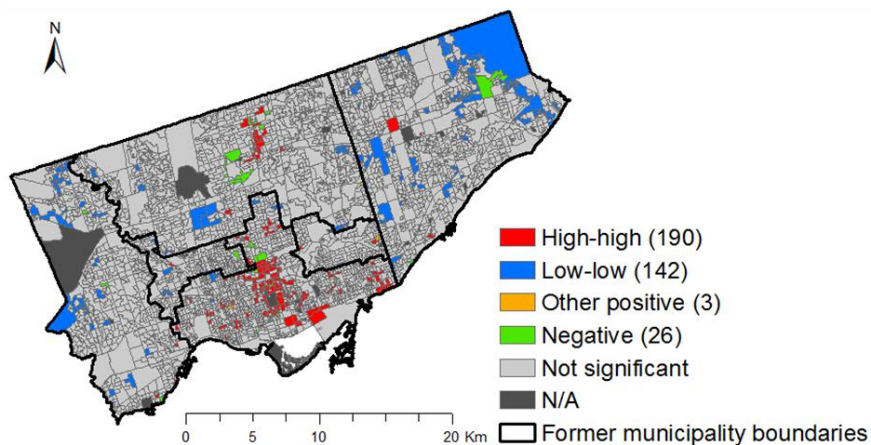 N
High-high (190)
Low-low (142)
Other positive (3)
Negative (26)
Not significant
N/A
Former municipality boundaries
0 5 10 20 Km